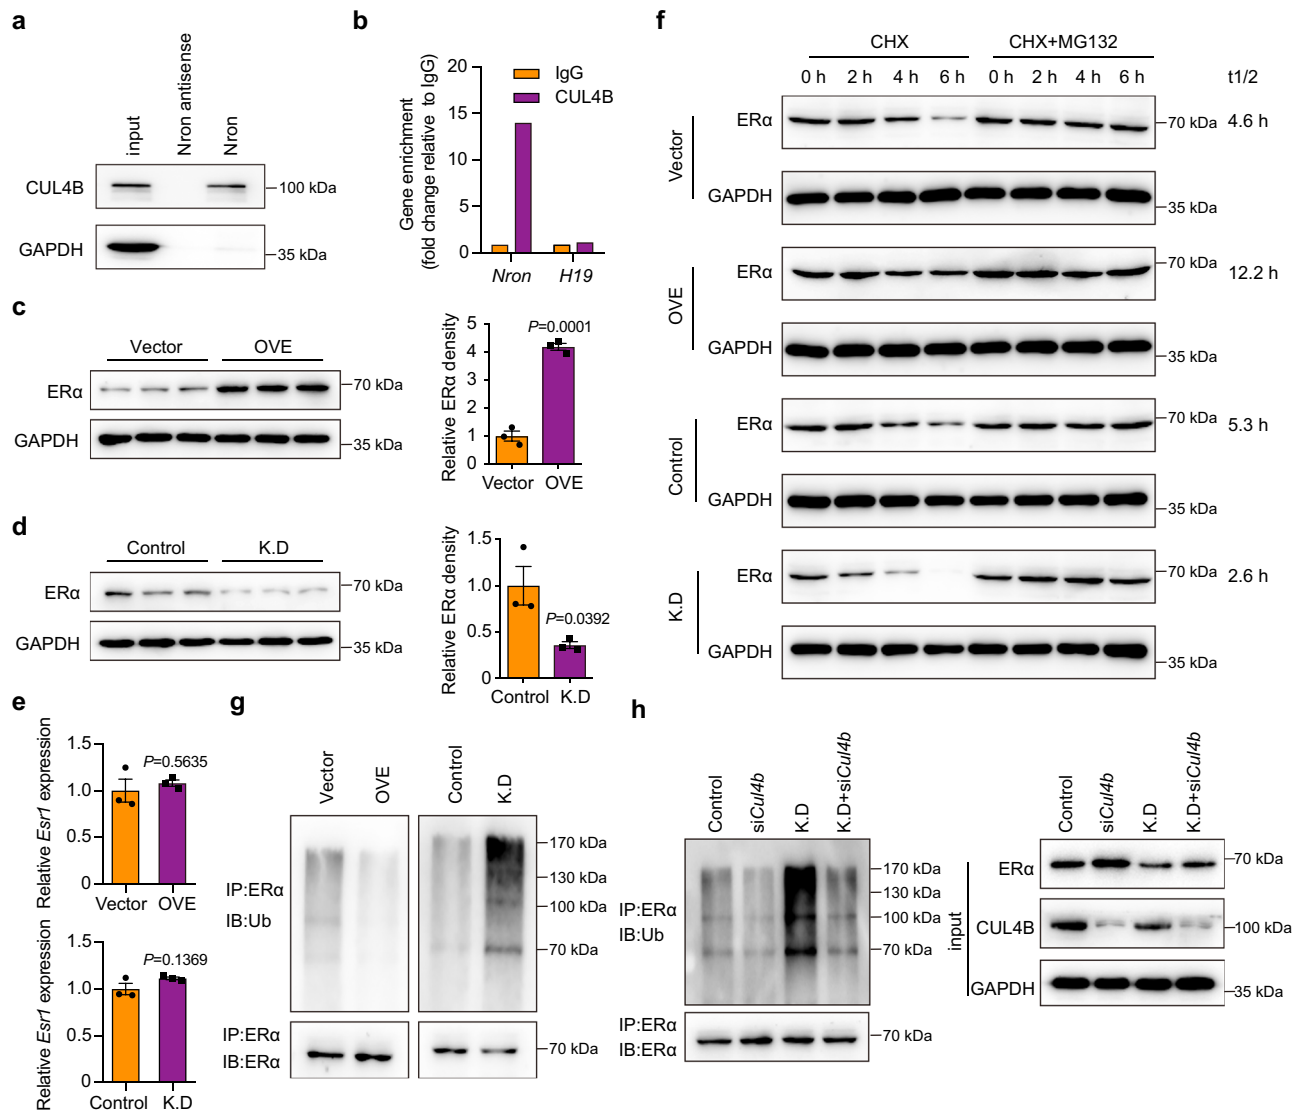 a
input
Nron antisense
Nron
CUL4B
100 kDa
GAPDH
35 kDa
b
Gene enrichment
(fold change relative to IgG)
20
15
10
5
0
IgG
CUL4B
Nron H19
c
Vector OVE
ERα
70 kDa
GAPDH
35 kDa
Relative ERα density
5
4
3
2
1
0
P=0.0001
Vector OVE
d
Control K.D
ERα
70 kDa
GAPDH
35 kDa
Relative ERα density
1.5
1.0
0.5
0
P=0.0392
Control K.D
e
Relative Esr1 expression
1.5
1.0
0.5
0
P=0.5635
Vector OVE
Relative Esr1 expression
1.5
1.0
0.5
0
P=0.1369
Control K.D
f
CHX CHX+MG132
0 h 2 h 4 h 6 h 0 h 2 h 4 h 6 h t1/2
Vector
ERα
70 kDa 4.6 h
GAPDH
35 kDa
OVE
ERα
70 kDa 12.2 h
GAPDH
35 kDa
Control
ERα
70 kDa 5.3 h
GAPDH
35 kDa
K.D
ERα
70 kDa 2.6 h
GAPDH
35 kDa
g
Vector
OVE
Control
K.D
IP:ERα
IB:Ub
170 kDa
130 kDa
100 kDa
70 kDa
IP:ERα
IB:ERα
70 kDa
h
Control
siCul4b
K.D
K.D+siCul4b
IP:ERα
IB:Ub
170 kDa
130 kDa
100 kDa
70 kDa
IP:ERα
IB:ERα
70 kDa
Control
siCul4b
K.D
K.D+siCul4b
input
ERα
70 kDa
CUL4B
100 kDa
GAPDH
35 kDa